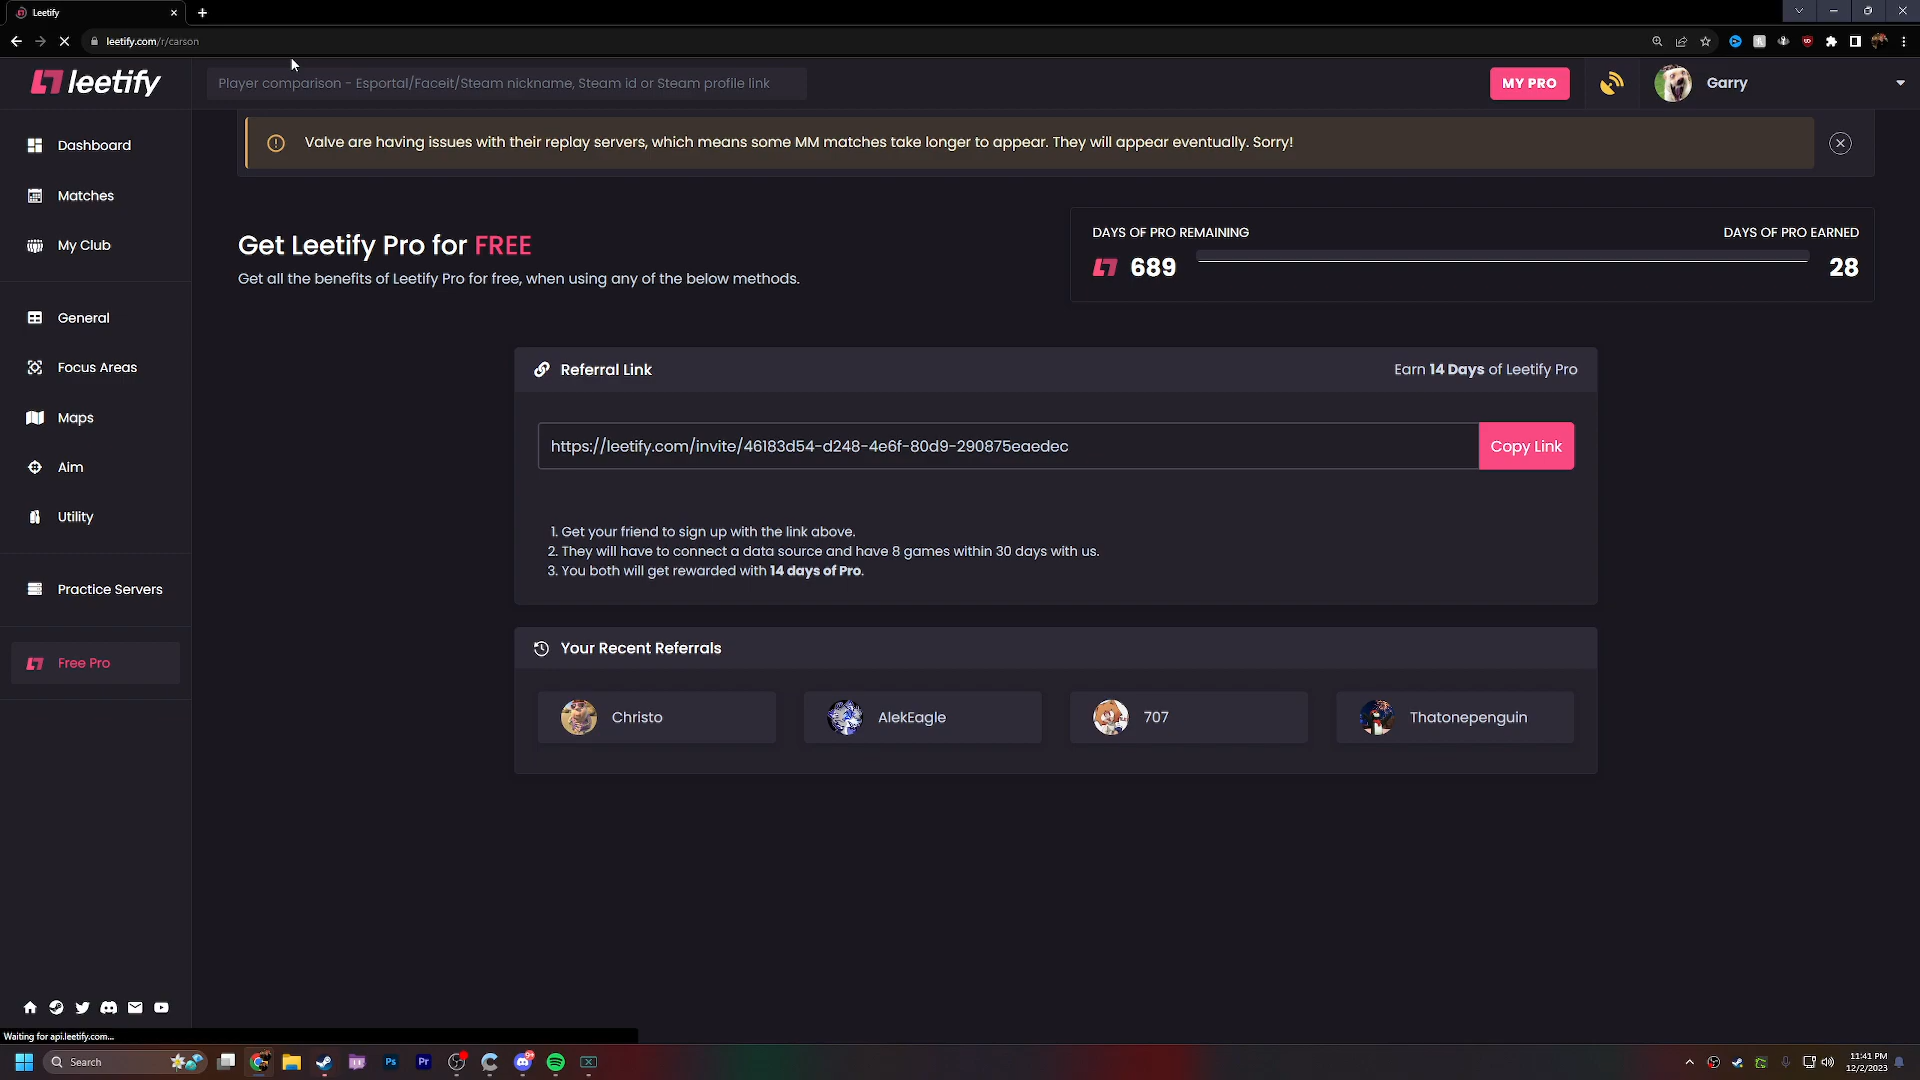 Leetify
leetify.com/r/carson
leetify
Player comparison - Esportal/Faceit/Steam nickname, Steam id or Steam profile link
MY PRO
Garry
Valve are having issues with their replay servers, which means some MM matches take longer to appear. They will appear eventually. Sorry!
Dashboard
Matches
My Club
General
Focus Areas
Maps
Aim
Utility
Practice Servers
Free Pro
Get Leetify Pro for FREE
Get all the benefits of Leetify Pro for free, when using any of the below methods.
DAYS OF PRO REMAINING
DAYS OF PRO EARNED
689
28
Referral Link
Earn 14 Days of Leetify Pro
https://leetify.com/invite/46183d54-d248-4e6f-80d9-290875eaedec
Copy Link
1. Get your friend to sign up with the link above.
2. They will have to connect a data source and have 8 games within 30 days with us.
3. You both will get rewarded with 14 days of Pro.
Your Recent Referrals
Christo
AlekEagle
707
Thatonepenguin
Waiting for api.leetify.com...
Search
Ps
Pr
11:41 PM
12/2/2023